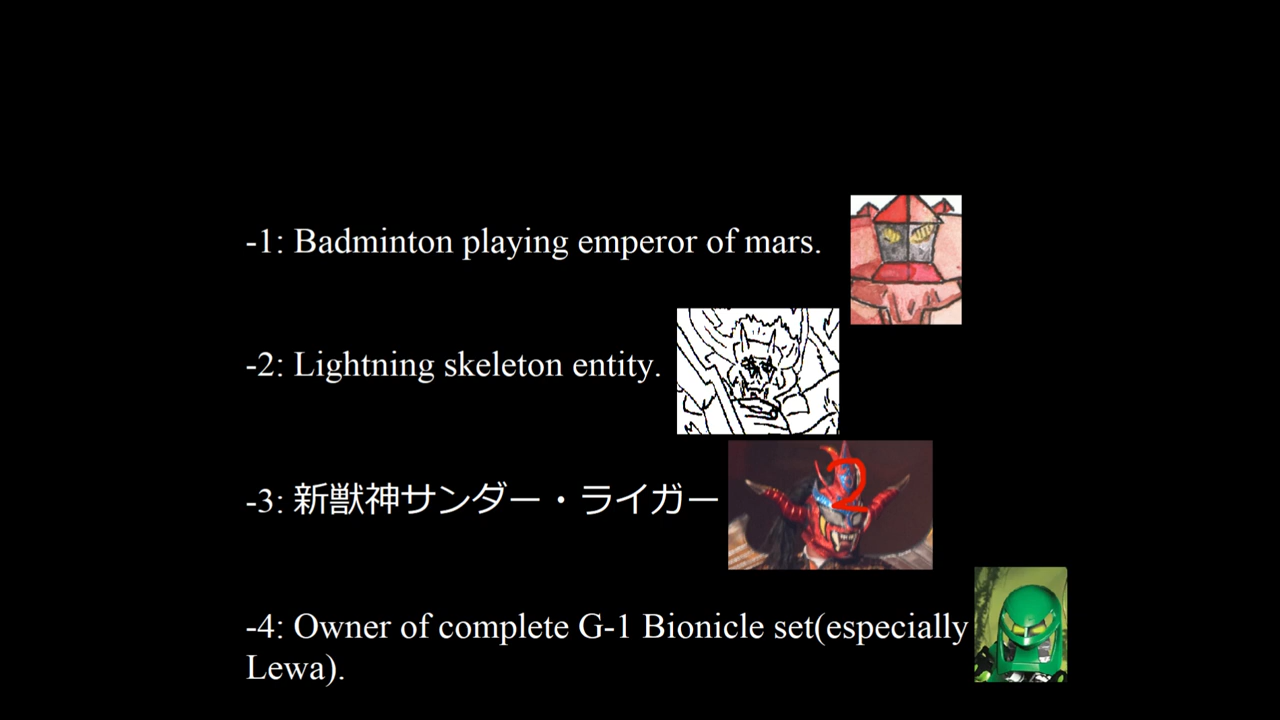 -1: Badminton playing emperor of mars.
-2: Lightning skeleton entity.
-3: 新獣神サンダー・ライガー
2
-4: Owner of complete G-1 Bionicle set(especially
Lewa).